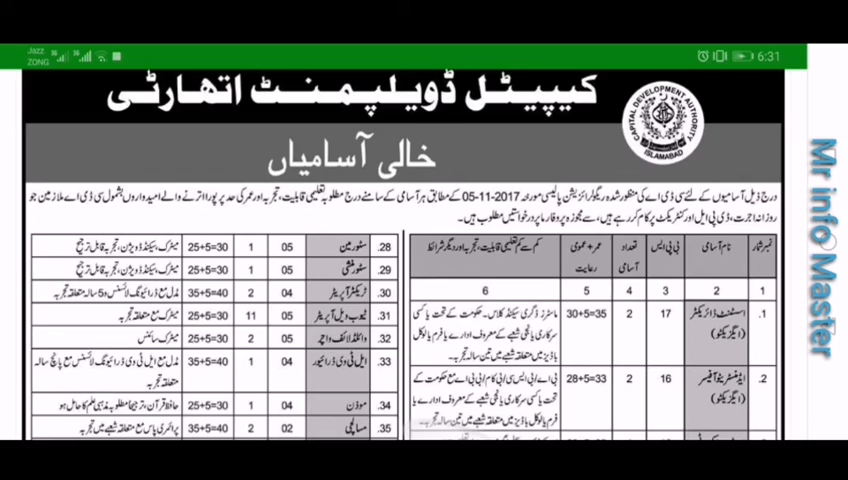 Jazz
ZONG
6:31
کیپیٹل ڈویلپمنٹ اتھارٹی
CAPITAL DEVELOPMENT AUTHORITY
ISLAMABAD
خالی آسامیاں
درج ذیل آسامیوں کے لئے سی ڈی اے کی منظور شدہ ریگولرائزیشن پالیسی مورخہ 05-11-2017 کے مطابق ہر آسامی کے سامنے درج مطلوبہ تعلیمی قابلیت، تجربہ اور عمر کی حد پر پورا اترنے والے امیدواروں بشمول سی ڈی اے ملازمین جو
روزانہ اجرت، ڈی پی ایل اور کنٹریکٹ پر کام کر رہے ہیں، سے مجوزہ پروفارما پر درخواستیں مطلوب ہیں۔
نمبر شمار نام آسامی بی پی ایس تعداد آسامی عمر + عمومی رعایت کم سے کم تعلیمی قابلیت، تجربہ اور دیگر شرائط
1 2 3 4 5 6
1. اسسٹنٹ ڈائریکٹر (ایگزیکٹو) 17 2 30+5=35 ماسٹرز ڈگری سیکنڈ کلاس۔ حکومت کے تحت یا کسی
سرکاری یا نجی شعبے کے معروف ادارے یا فرم یا لوکل
باڈیز میں متعلقہ شعبے میں تین سالہ تجربہ۔
2. ایڈمنسٹریٹو آفیسر (ایگزیکٹو) 16 2 28+5=33 بی اے/بی ایس سی/بی کام/بی بی اے مع حکومت کے
تحت یا کسی سرکاری یا نجی شعبے کے معروف ادارے یا
فرم یا لوکل باڈیز میں متعلقہ شعبے میں تین سالہ تجربہ۔
28. سٹور مین 05 1 25+5=30 میٹرک، سیکنڈ ڈویژن، تجربہ قابل ترجیح
29. سٹور منشی 05 1 25+5=30 میٹرک، سیکنڈ ڈویژن، تجربہ قابل ترجیح
30. ٹریکٹر آپریٹر 04 2 35+5=40 مڈل مع ڈرائیونگ لائسنس و 5 سالہ متعلقہ تجربہ
31. ٹیوب ویل آپریٹر 05 11 25+5=30 میٹرک مع متعلقہ تجربہ
32. وائلڈ لائف واچر 05 2 25+5=30 میٹرک سائنس
33. ایل ٹی وی ڈرائیور 04 1 35+5=40 مڈل مع ایل ٹی وی ڈرائیونگ لائسنس مع پانچ سالہ
متعلقہ تجربہ
34. موذن 04 1 25+5=30 حافظ قرآن، ترجیحاً مطلوبہ مذہبی علم کا حامل ہو
35. مسالچی 02 2 35+5=40 پرائمری پاس مع متعلقہ شعبے میں تجربہ
Mr info Master